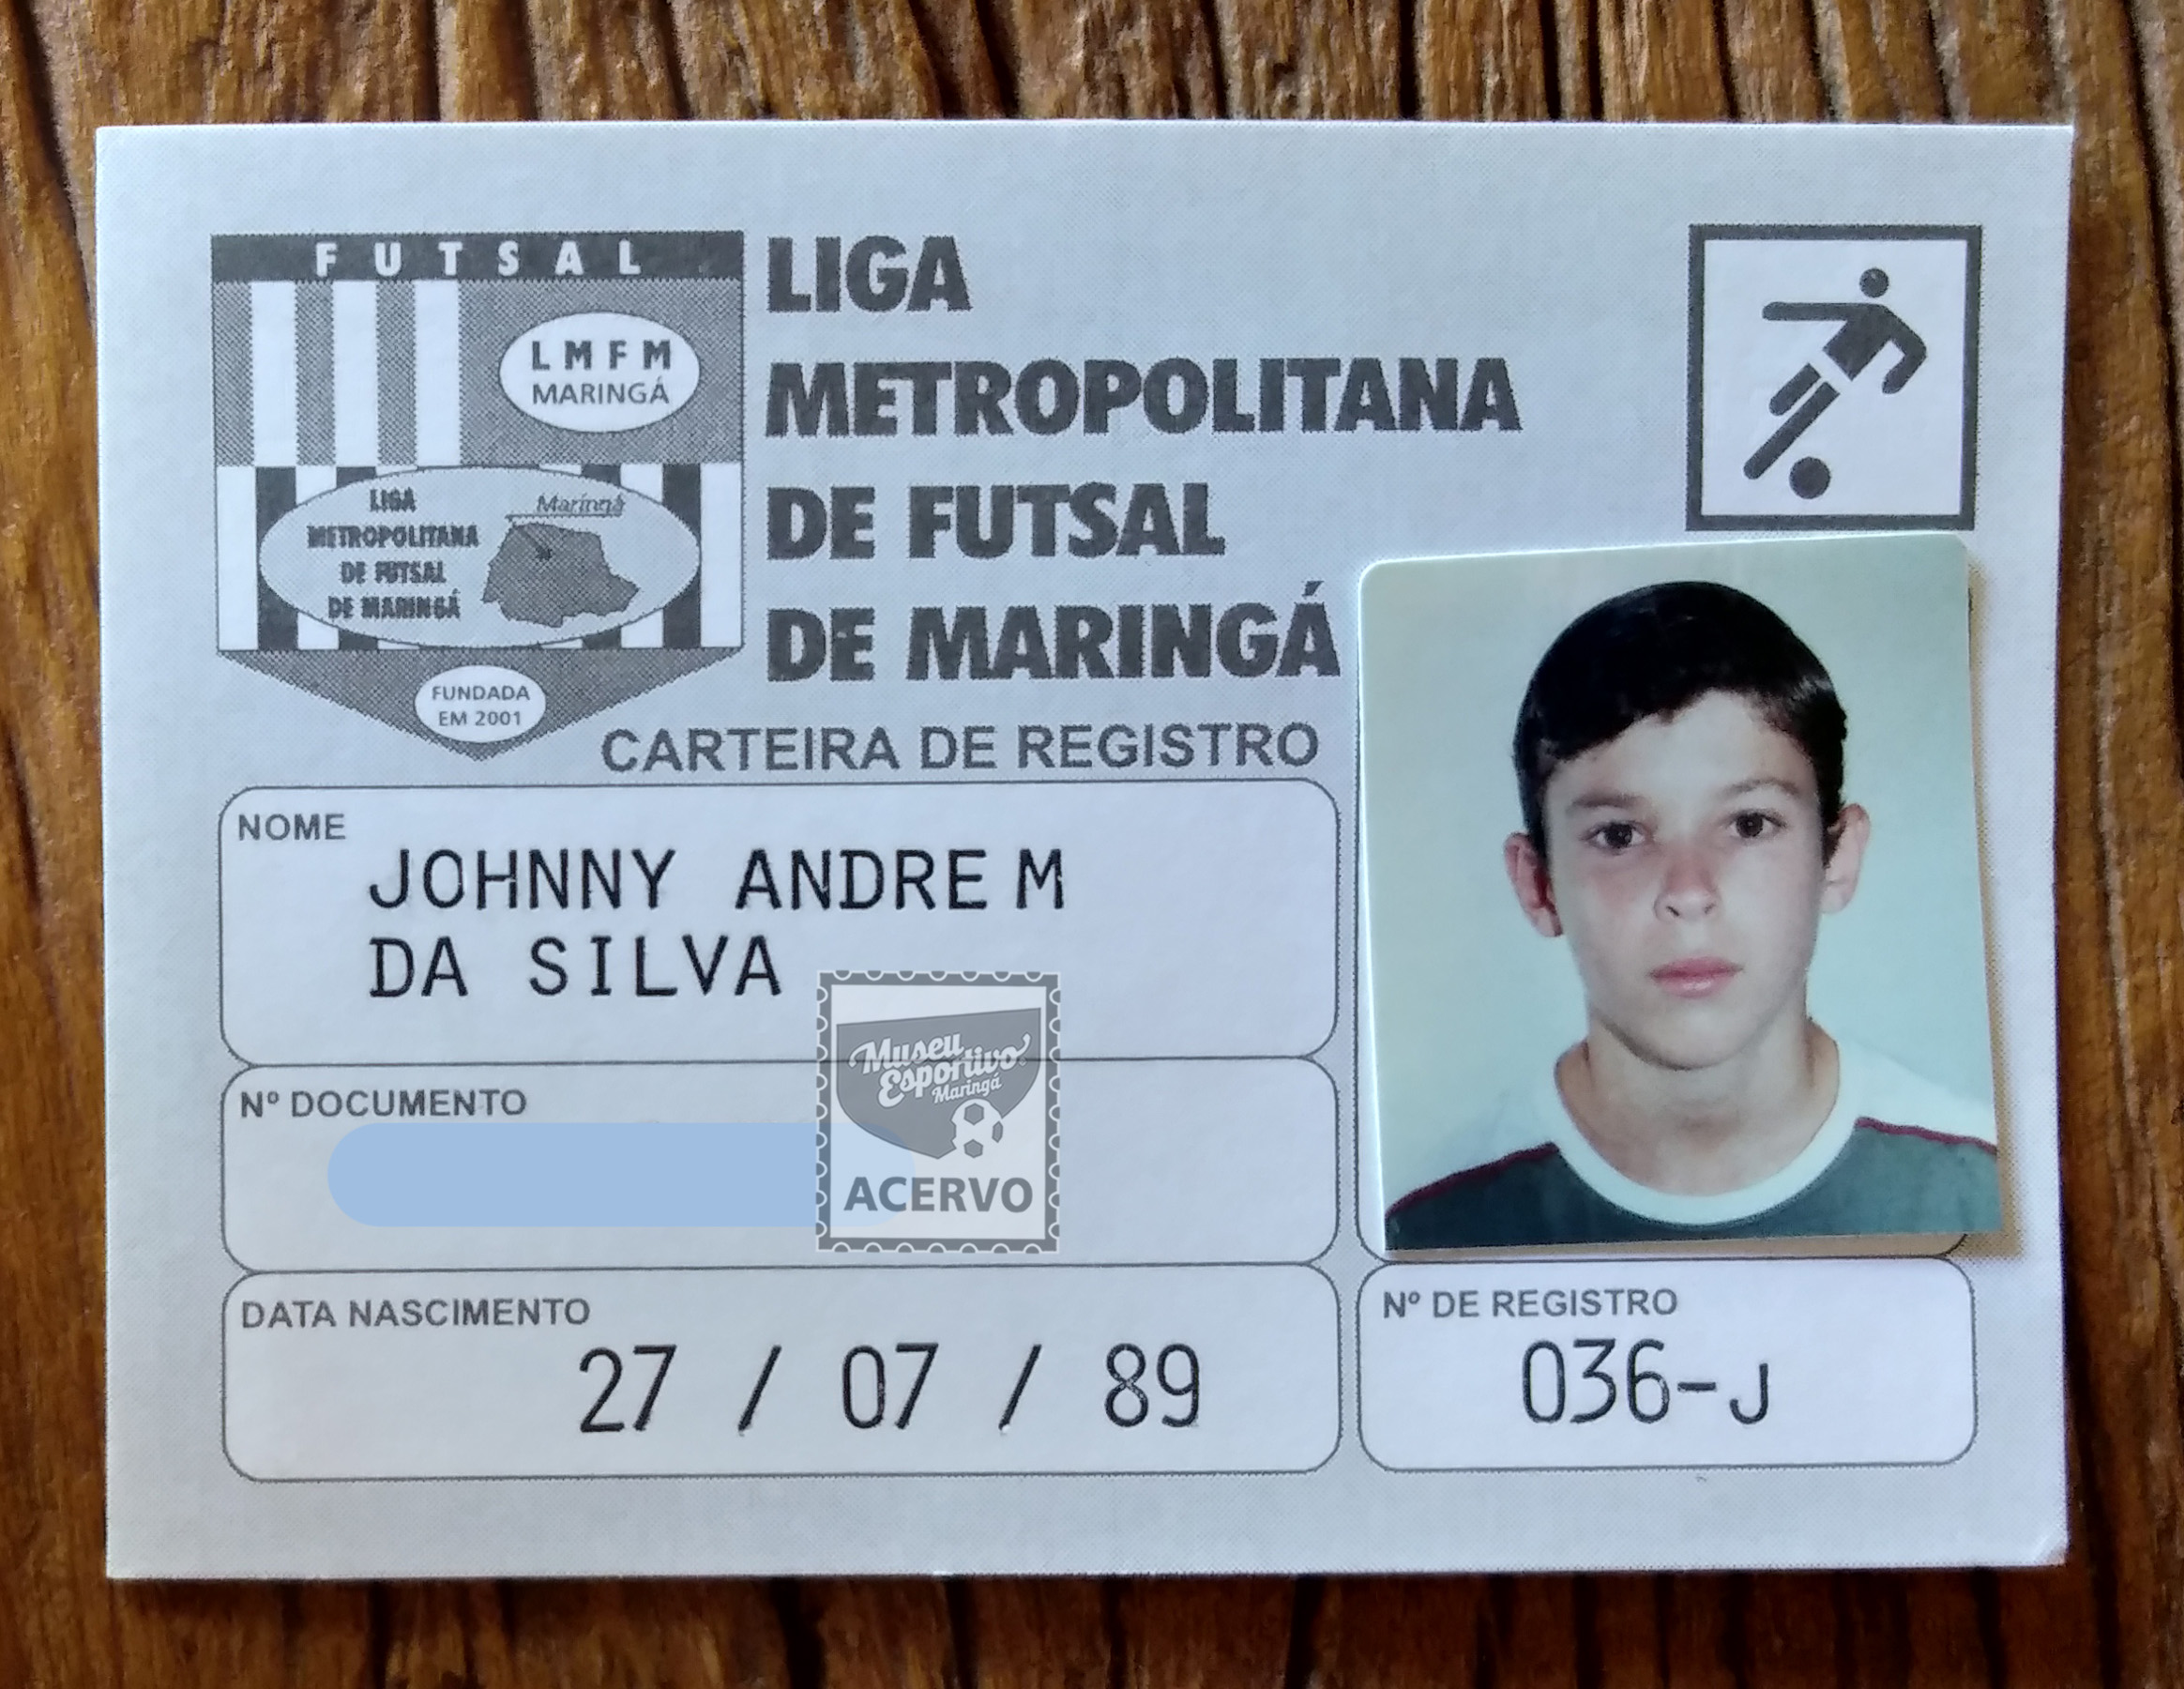 FUTSAL
LMFM
MARINGÁ
LIGA
METROPOLITANA
DE FUTSAL
DE MARINGÁ
Maringá
FUNDADA
EM 2001
LIGA
METROPOLITANA
DE FUTSAL
DE MARINGÁ
CARTEIRA DE REGISTRO
NOME
JOHNNY ANDRE M
DA SILVA
Nº DOCUMENTO
Museu
Esportivo
Maringá
ACERVO
DATA NASCIMENTO
27 / 07 / 89
Nº DE REGISTRO
036-J